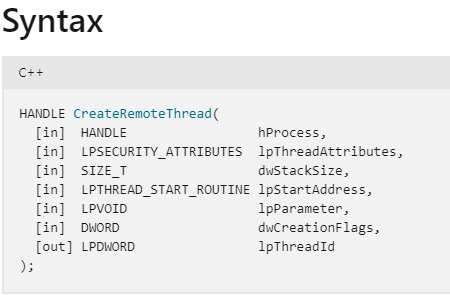 Syntax
C++
HANDLE CreateRemoteThread(
  [in]  HANDLE                 hProcess,
  [in]  LPSECURITY_ATTRIBUTES  lpThreadAttributes,
  [in]  SIZE_T                 dwStackSize,
  [in]  LPTHREAD_START_ROUTINE lpStartAddress,
  [in]  LPVOID                 lpParameter,
  [in]  DWORD                  dwCreationFlags,
  [out] LPDWORD                lpThreadId
);